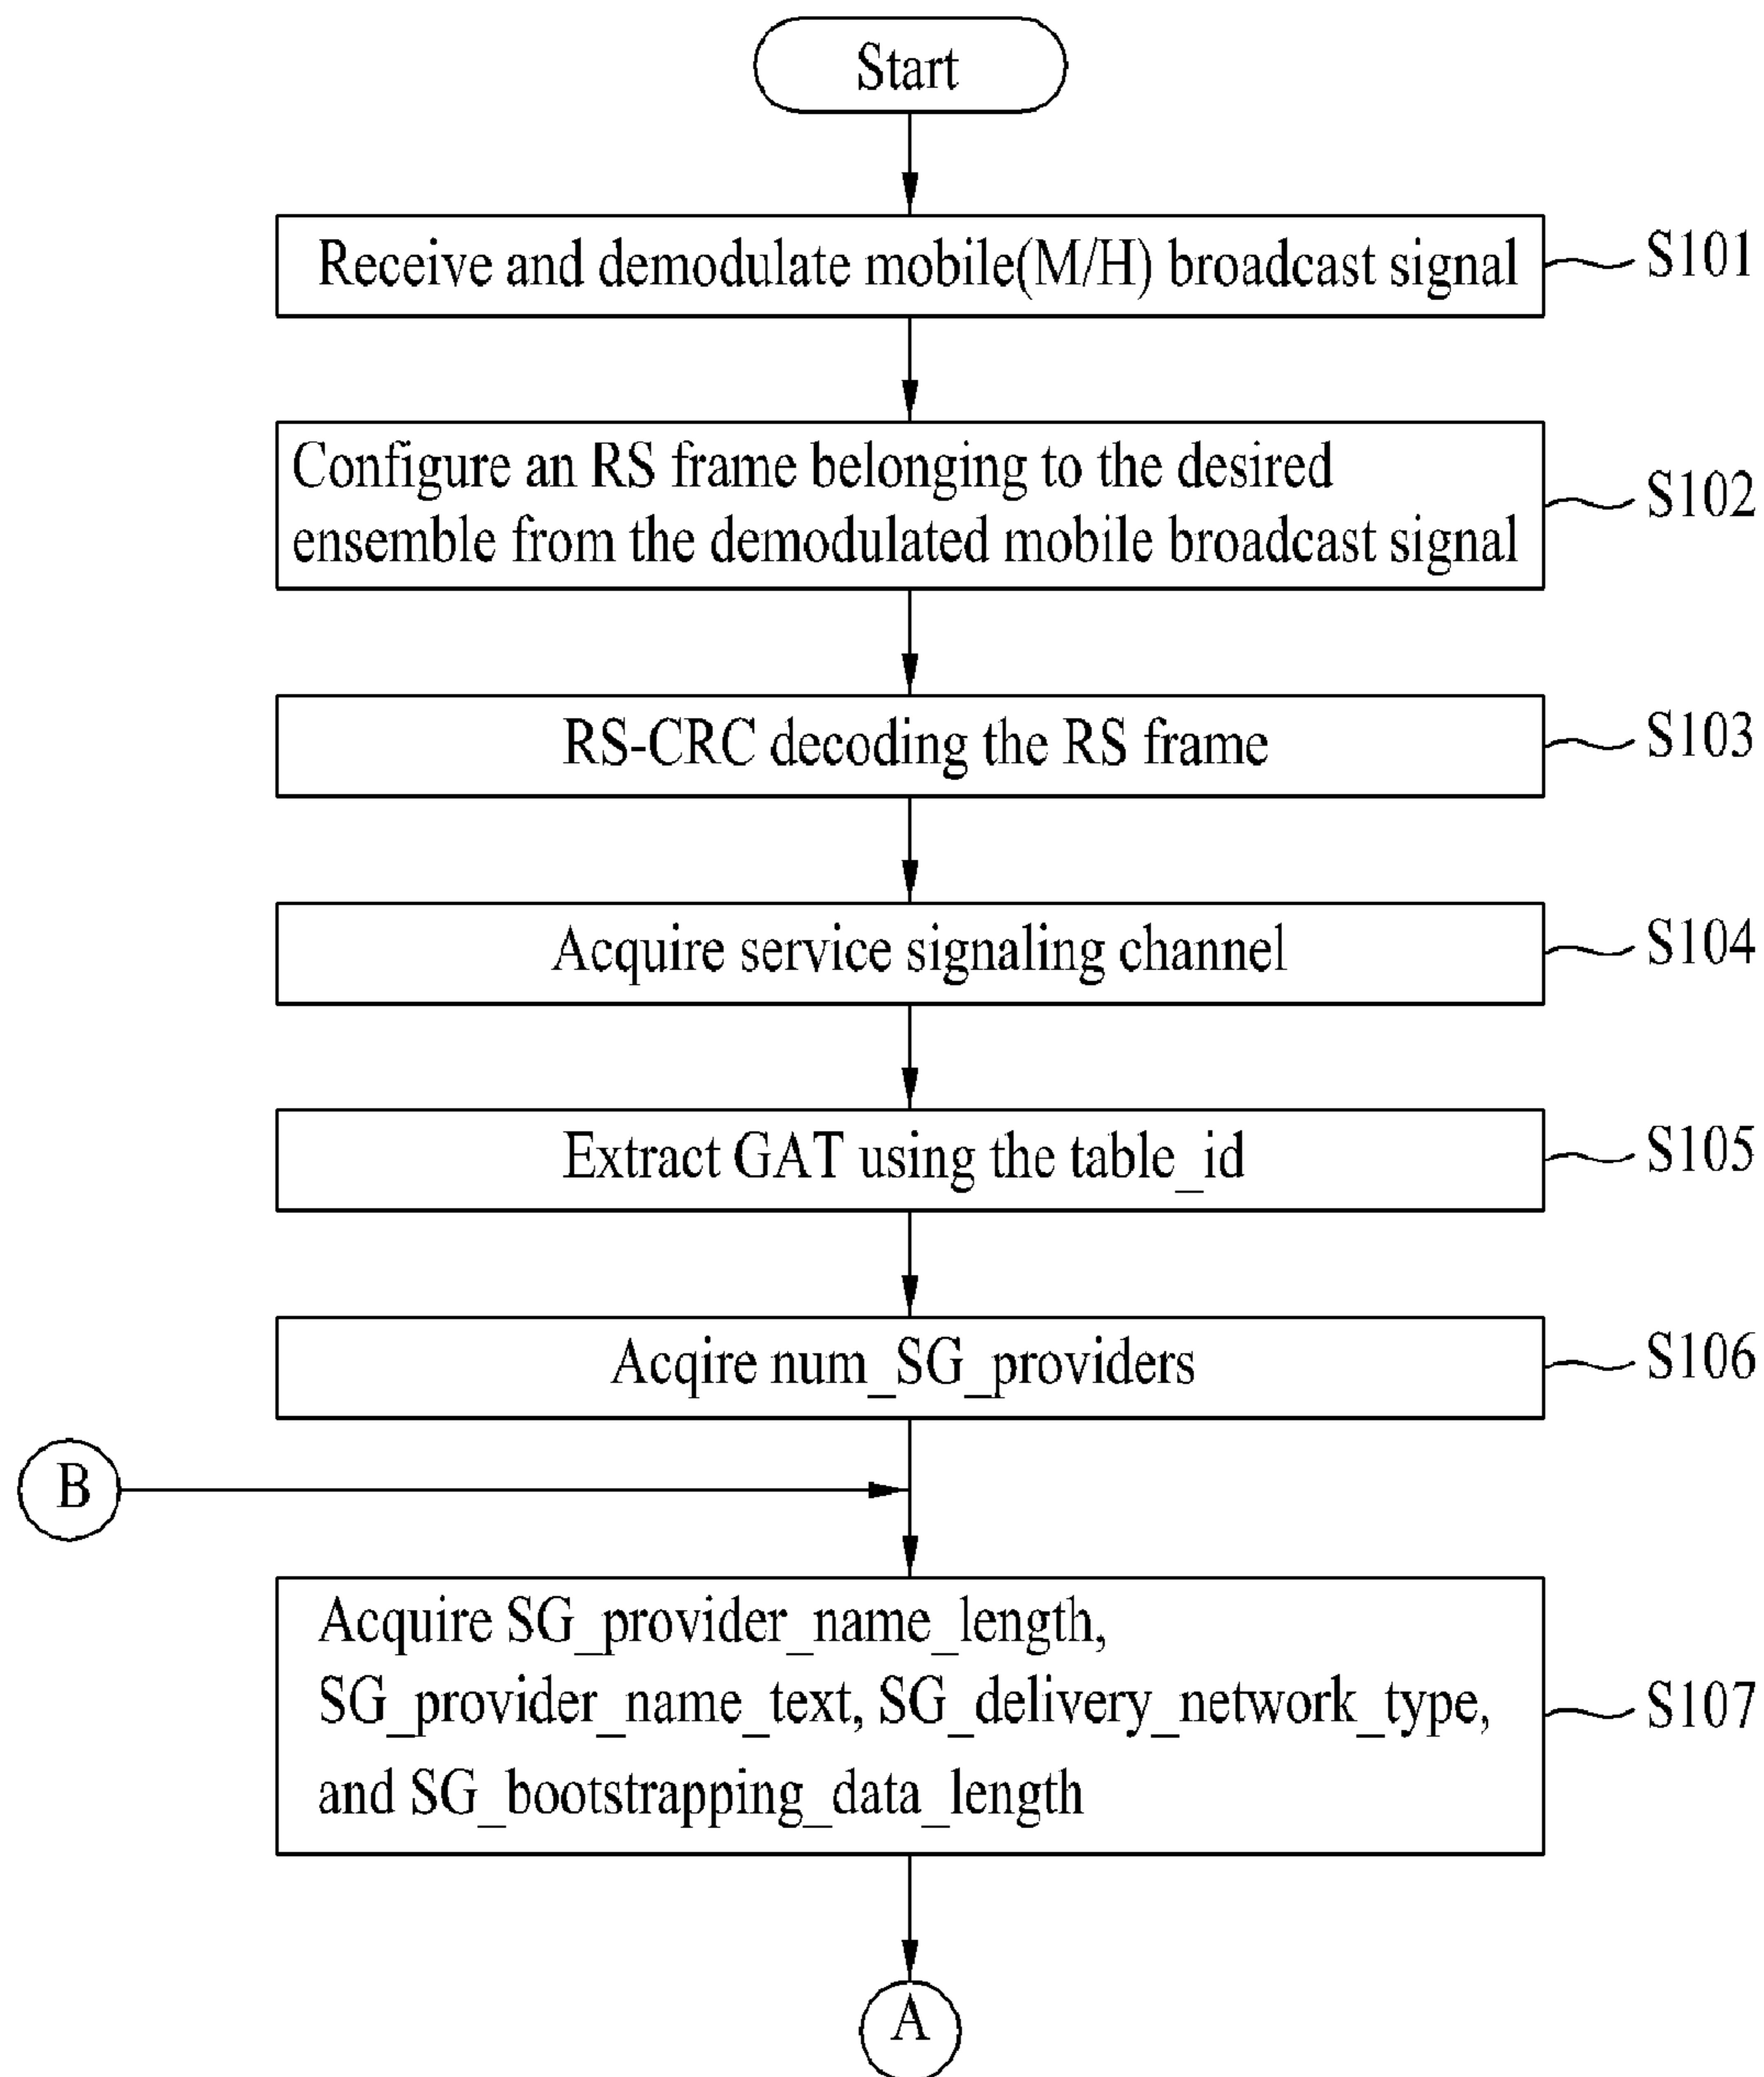 Start
Receive and demodulate mobile(M/H) broadcast signal
S101
Configure an RS frame belonging to the desired
ensemble from the demodulated mobile broadcast signal
S102
RS-CRC decoding the RS frame
S103
Acquire service signaling channel
S104
Extract GAT using the table_id
S105
Acqire num_SG_providers
S106
B
Acquire SG_provider_name_length,
SG_provider_name_text, SG_delivery_network_type,
and SG_bootstrapping_data_length
S107
A